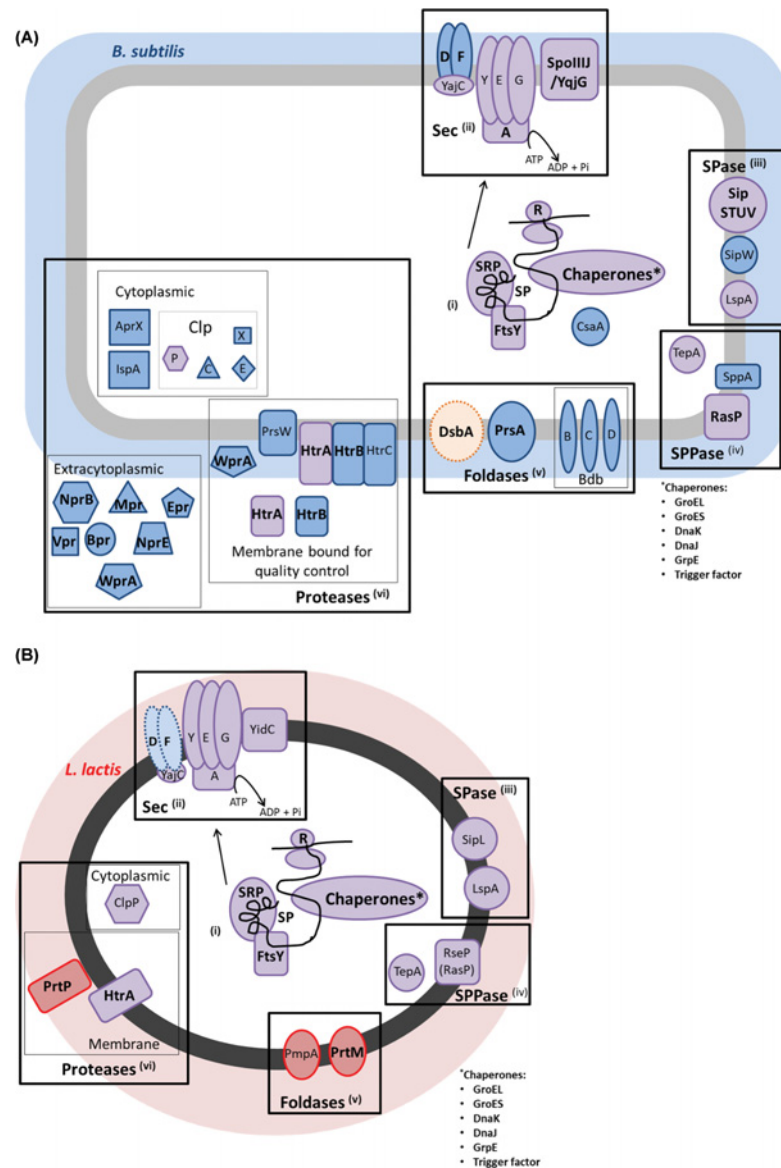 (A)
B. subtilis
D F
YajC
Y E G
A
SpoIIIJ
/YqjG
Sec (ii)
ATP
ADP + Pi
SPase (iii)
Sip
STUV
SipW
LspA
R
SRP
SP
Chaperones*
(i)
FtsY
CsaA
Cytoplasmic
AprX
IspA
Clp
X
P
C
E
TepA
SppA
RasP
SPPase (iv)
PrsW
WprA
HtrA
HtrB
HtrC
HtrA
HtrB
Membrane bound for
quality control
DsbA
PrsA
B C D
Bdb
Foldases (v)
Extracytoplasmic
NprB
Mpr
Epr
Vpr
Bpr
NprE
WprA
Proteases (vi)
*Chaperones:
• GroEL
• GroES
• DnaK
• DnaJ
• GrpE
• Trigger factor
(B)
L. lactis
D F
YajC
Y E G
A
YidC
Sec (ii)
ATP
ADP + Pi
SPase (iii)
SipL
LspA
R
SRP
SP
Chaperones*
(i)
FtsY
Cytoplasmic
ClpP
PrtP
HtrA
Membrane
Proteases (vi)
TepA
RseP
(RasP)
SPPase (iv)
PmpA
PrtM
Foldases (v)
*Chaperones:
• GroEL
• GroES
• DnaK
• DnaJ
• GrpE
• Trigger factor